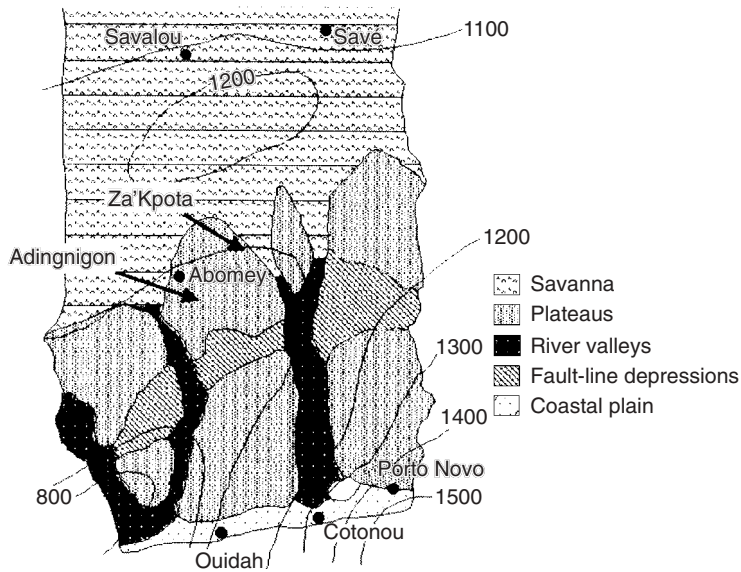 Savalou
Savé
1100
1200
Za'Kpota
Adingnigon
Abomey
1200
1300
1400
1500
800
Porto Novo
Cotonou
Ouidah
Savanna
Plateaus
River valleys
Fault-line depressions
Coastal plain